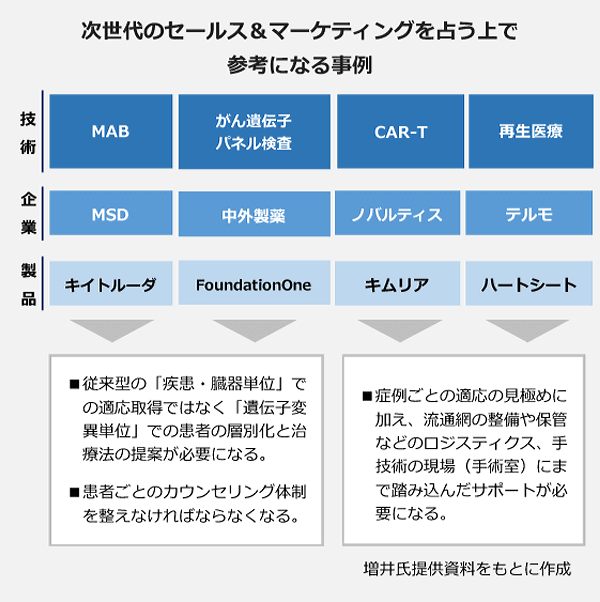 次世代のセールス＆マーケティングを占う上で
参考になる事例
技術
MAB
がん遺伝子
パネル検査
CAR-T
再生医療
企業
MSD
中外製薬
ノバルティス
テルモ
製品
キイトルーダ
FoundationOne
キムリア
ハートシート
■従来型の「疾患・臓器単位」で
の適応取得ではなく「遺伝子変
異単位」での患者の層別化と治
療法の提案が必要になる。
■患者ごとのカウンセリング体制
を整えなければならなくなる。
■症例ごとの適応の見極めに
加え、流通網の整備や保管
などのロジスティクス、手
技術の現場（手術室）にま
で踏み込んだサポートが必
要になる。
増井氏提供資料をもとに作成